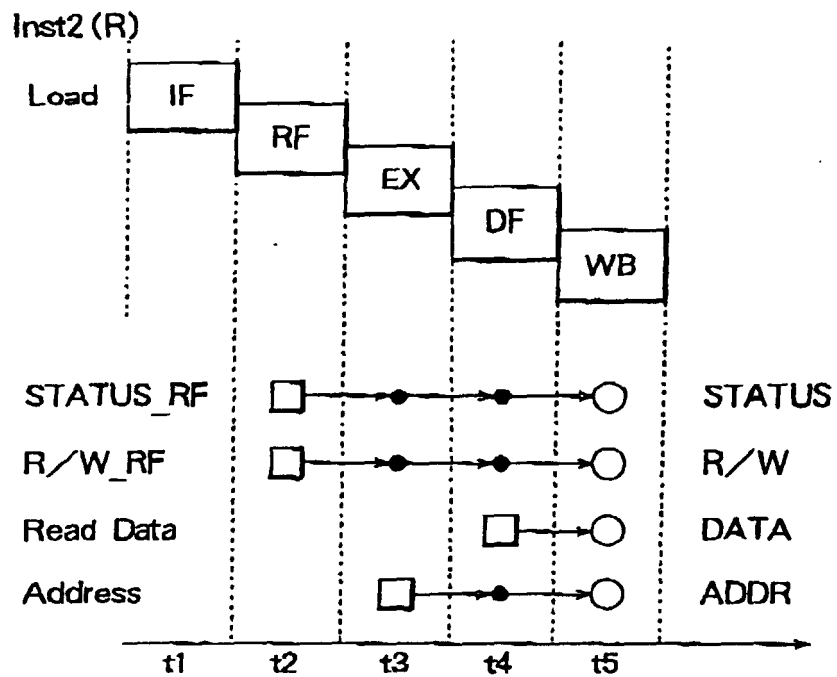 Inst2(R)
Load IF
RF
EX
DF
WB
STATUS_RF STATUS
R/W_RF R/W
Read Data DATA
Address ADDR
t1 t2 t3 t4 t5